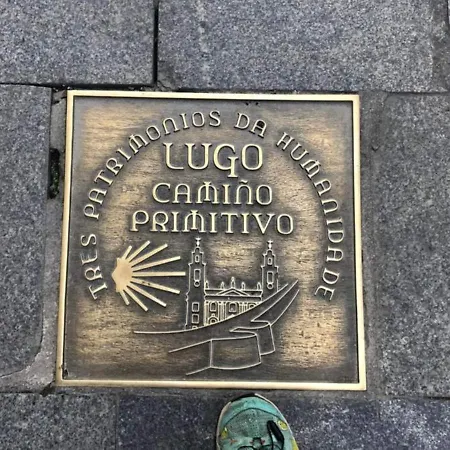 TRES PATRIMONIOS DA HUMANIDADE
LUGO
CAMIÑO
PRIMITIVO